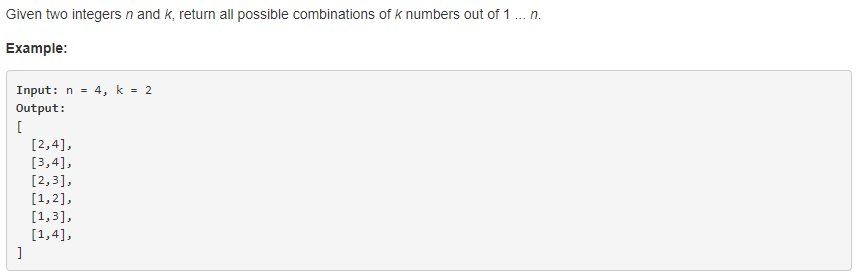 Given two integers n and k, return all possible combinations of k numbers out of 1 ... n.
Example:
Input: n = 4, k = 2
Output:
[
  [2,4],
  [3,4],
  [2,3],
  [1,2],
  [1,3],
  [1,4],
]